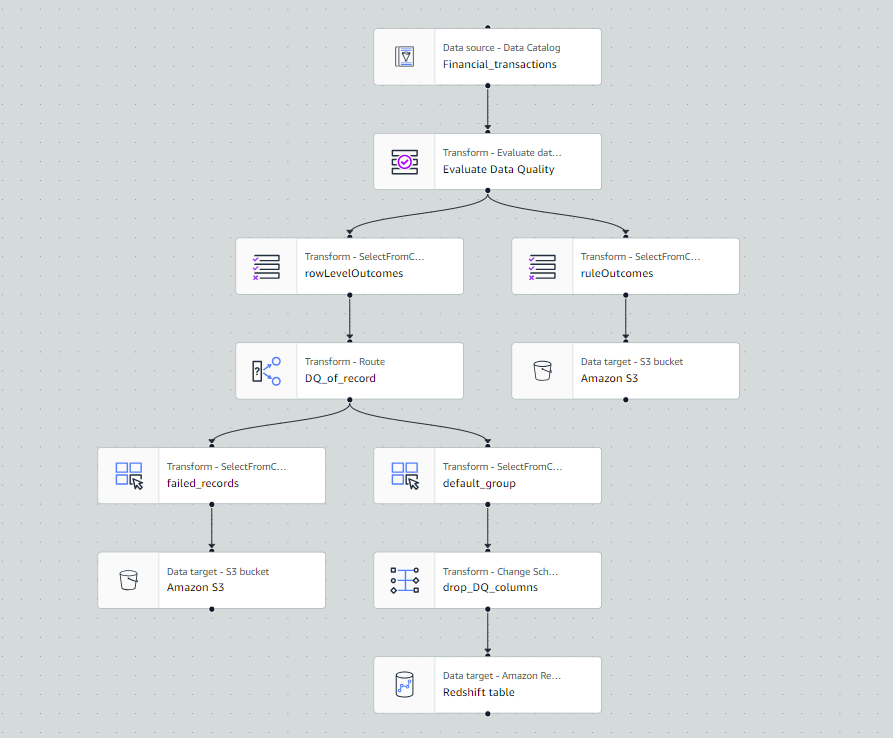 Data source - Data Catalog
Financial_transactions
Transform - Evaluate dat...
Evaluate Data Quality
Transform - SelectFromC...
rowLevelOutcomes
Transform - SelectFromC...
ruleOutcomes
Transform - Route
DQ_of_record
Data target - S3 bucket
Amazon S3
Transform - SelectFromC...
failed_records
Transform - SelectFromC...
default_group
Data target - S3 bucket
Amazon S3
Transform - Change Sch...
drop_DQ_columns
Data target - Amazon Re...
Redshift table